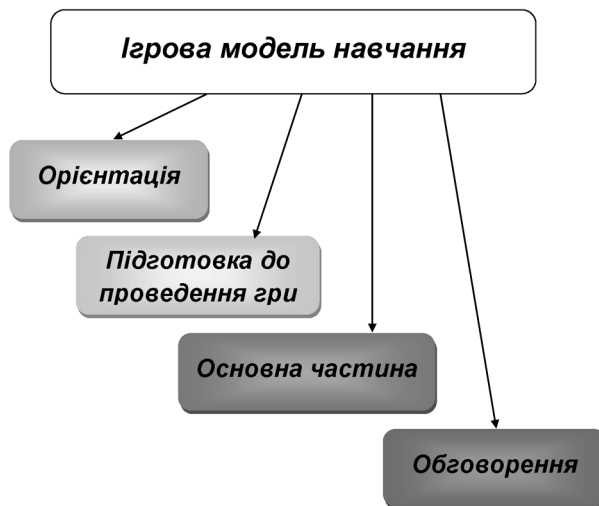 Ігрова модель навчання
Орієнтація
Підготовка до
проведення гри
Основна частина
Обговорення